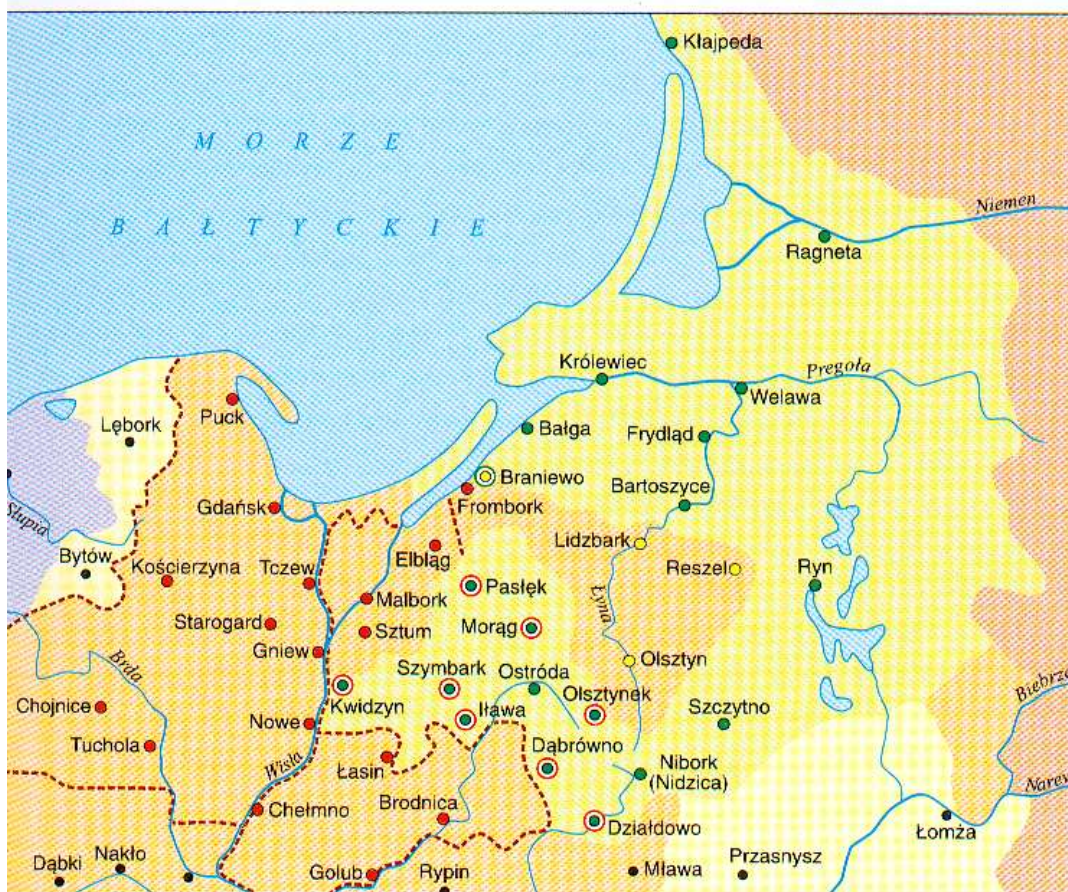 Kłajpeda
MORZE
BAŁTYCKIE
Niemen
Ragneta
Królewiec
Pregoła
Welawa
Puck
Lębork
Bałga
Frydląd
Braniewo
Bartoszyce
Frombork
Gdańsk
Słupia
Lidzbark
Elbląg
Bytów
Kościerzyna
Tczew
Reszel
Ryn
Pasłęk
Malbork
Łyna
Starogard
Sztum
Morąg
Gniew
Szymbark
Ostróda
Olsztyn
Brda
Biebrza
Chojnice
Kwidzyn
Olsztynek
Szczytno
Nowe
Iława
Tuchola
Wisła
Łasin
Dąbrówno
Nibork
(Nidzica)
Narew
Chełmno
Brodnica
Działdowo
Łomża
Dąbki
Nakło
Golub
Rypin
Mława
Przasnysz